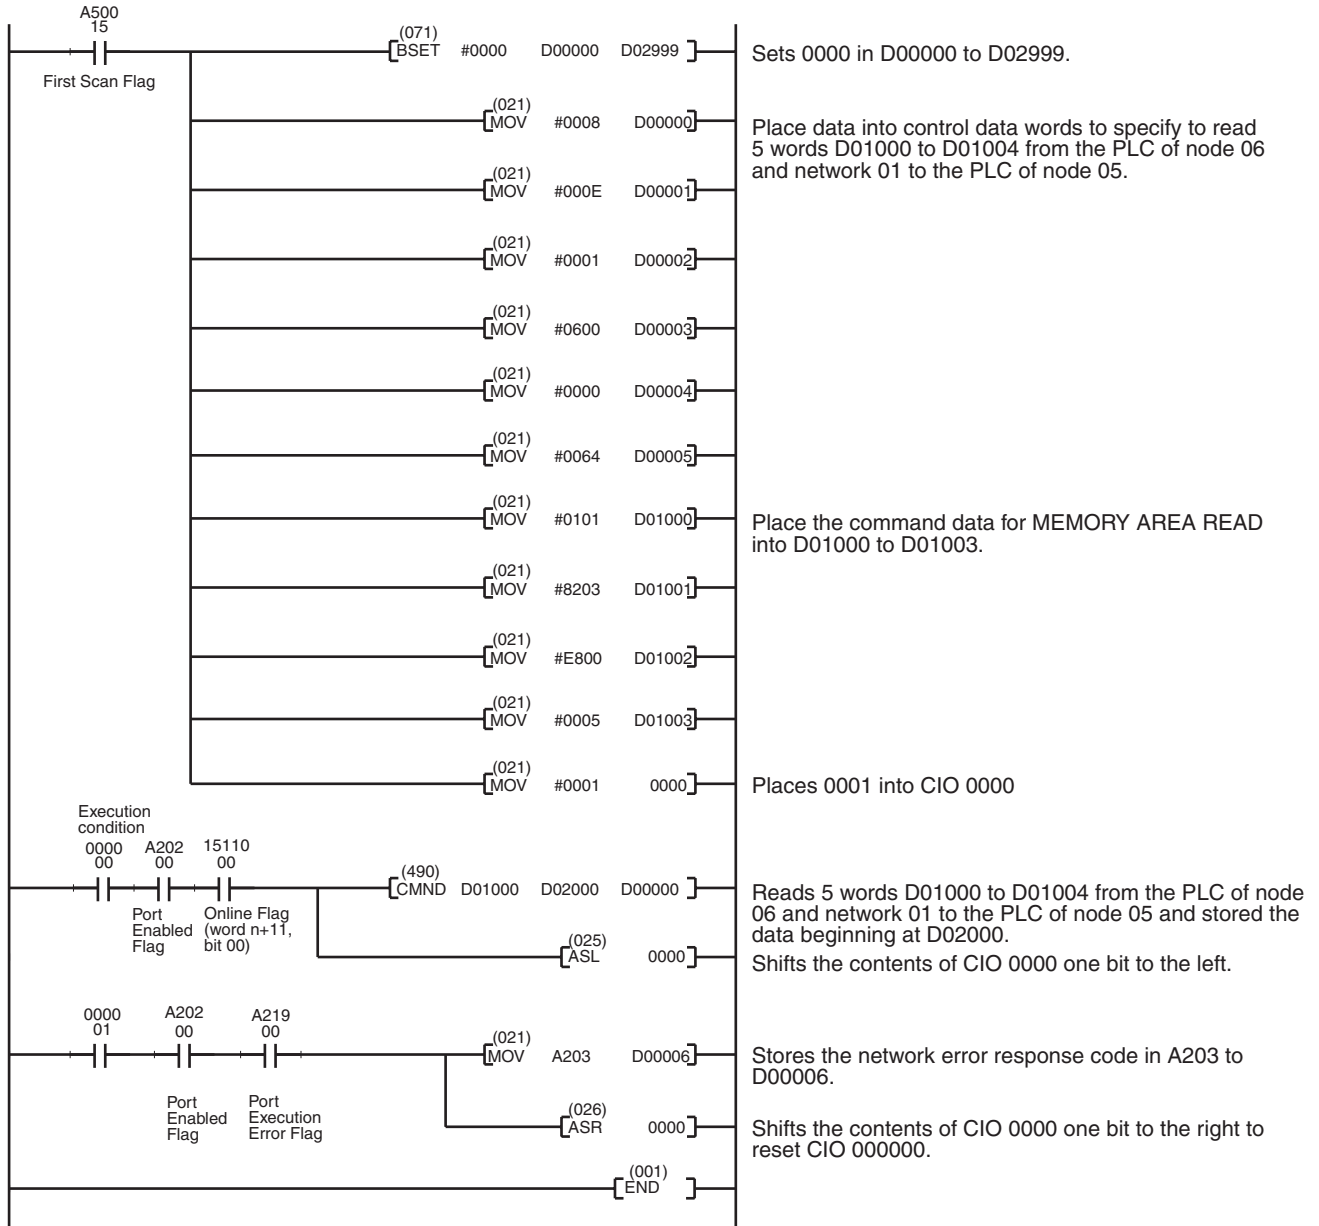 A500
15
First Scan Flag
(071)
BSET #0000 D00000 D02999
Sets 0000 in D00000 to D02999.
(021)
MOV #0008 D00000
Place data into control data words to specify to read
5 words D01000 to D01004 from the PLC of node 06
and network 01 to the PLC of node 05.
(021)
MOV #000E D00001
(021)
MOV #0001 D00002
(021)
MOV #0600 D00003
(021)
MOV #0000 D00004
(021)
MOV #0064 D00005
(021)
MOV #0101 D01000
Place the command data for MEMORY AREA READ
into D01000 to D01003.
(021)
MOV #8203 D01001
(021)
MOV #E800 D01002
(021)
MOV #0005 D01003
(021)
MOV #0001 0000
Places 0001 into CIO 0000
Execution
condition
0000 A202 15110
00 00 00
Port
Enabled
Flag
Online Flag
(word n+11,
bit 00)
(490)
CMND D01000 D02000 D00000
Reads 5 words D01000 to D01004 from the PLC of node
06 and network 01 to the PLC of node 05 and stored the
data beginning at D02000.
(025)
ASL 0000
Shifts the contents of CIO 0000 one bit to the left.
0000 A202 A219
01 00 00
Port
Enabled
Flag
Port
Execution
Error Flag
(021)
MOV A203 D00006
Stores the network error response code in A203 to
D00006.
(026)
ASR 0000
Shifts the contents of CIO 0000 one bit to the right to
reset CIO 000000.
(001)
END